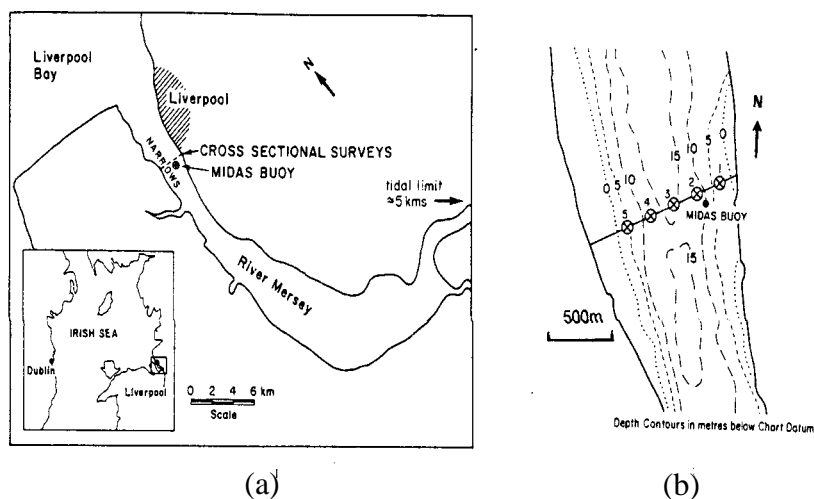 Liverpool
Bay
N
Liverpool
CROSS SECTIONAL SURVEYS
MIDAS BUOY
NARROWS
tidal limit
≃5 kms
River Mersey
IRISH SEA
Dublin
Liverpool
0 2 4 6 km
Scale
(a)
N
15 10 5 0
0 5 10
5 4 3 2
MIDAS BUOY
15
500m
Depth Contours in metres below Chart Datum
(b)